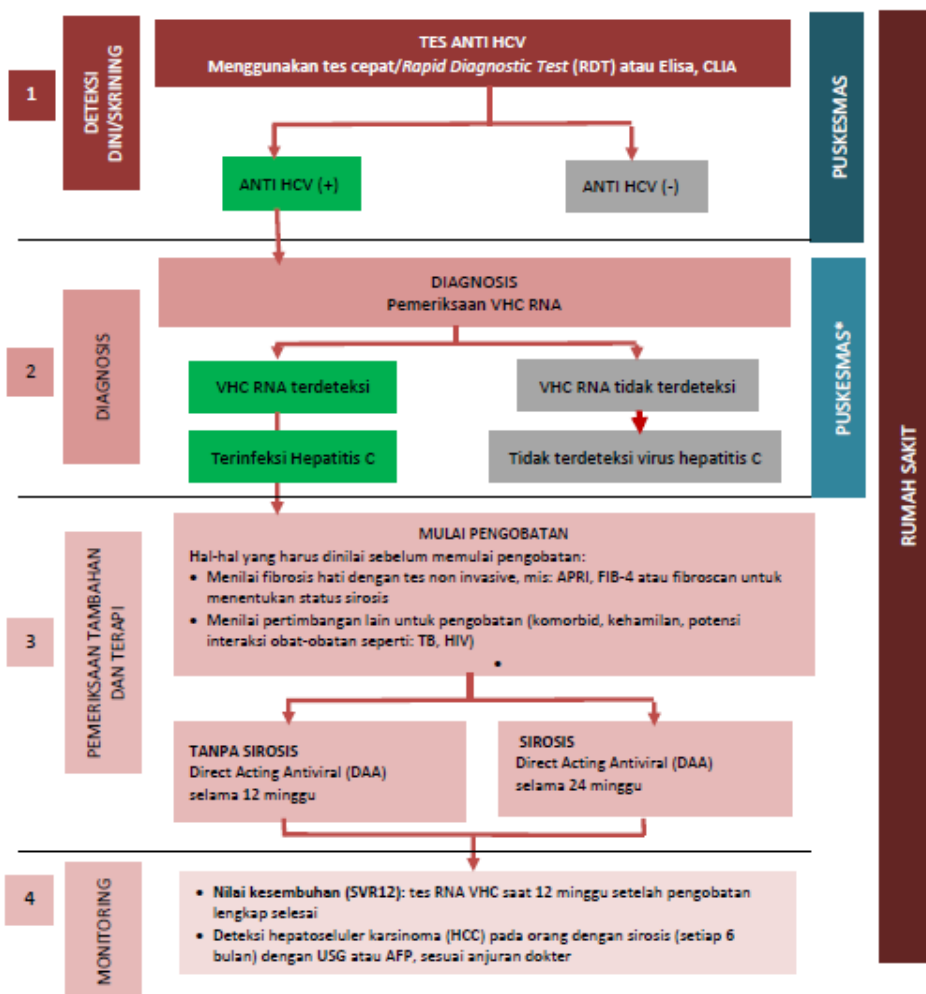 1
DETEKSI
DINI/SKRINING
TES ANTI HCV
Menggunakan tes cepat/Rapid Diagnostic Test (RDT) atau Elisa, CLIA
ANTI HCV (+)
ANTI HCV (-)
PUSKESMAS
RUMAH SAKIT
2
DIAGNOSIS
DIAGNOSIS
Pemeriksaan VHC RNA
VHC RNA terdeteksi
VHC RNA tidak terdeteksi
Terinfeksi Hepatitis C
Tidak terdeteksi virus hepatitis C
PUSKESMAS*
3
PEMERIKSAAN TAMBAHAN
DAN TERAPI
MULAI PENGOBATAN
Hal-hal yang harus dinilai sebelum memulai pengobatan:
• Menilai fibrosis hati dengan tes non invasive, mis: APRI, FIB-4 atau fibroscan untuk
menentukan status sirosis
• Menilai pertimbangan lain untuk pengobatan (komorbid, kehamilan, potensi
interaksi obat-obatan seperti: TB, HIV)
•
TANPA SIROSIS
Direct Acting Antiviral (DAA)
selama 12 minggu
SIROSIS
Direct Acting Antiviral (DAA)
selama 24 minggu
4
MONITORING
• Nilai kesembuhan (SVR12): tes RNA VHC saat 12 minggu setelah pengobatan
lengkap selesai
• Deteksi hepatoseluler karsinoma (HCC) pada orang dengan sirosis (setiap 6
bulan) dengan USG atau AFP, sesuai anjuran dokter